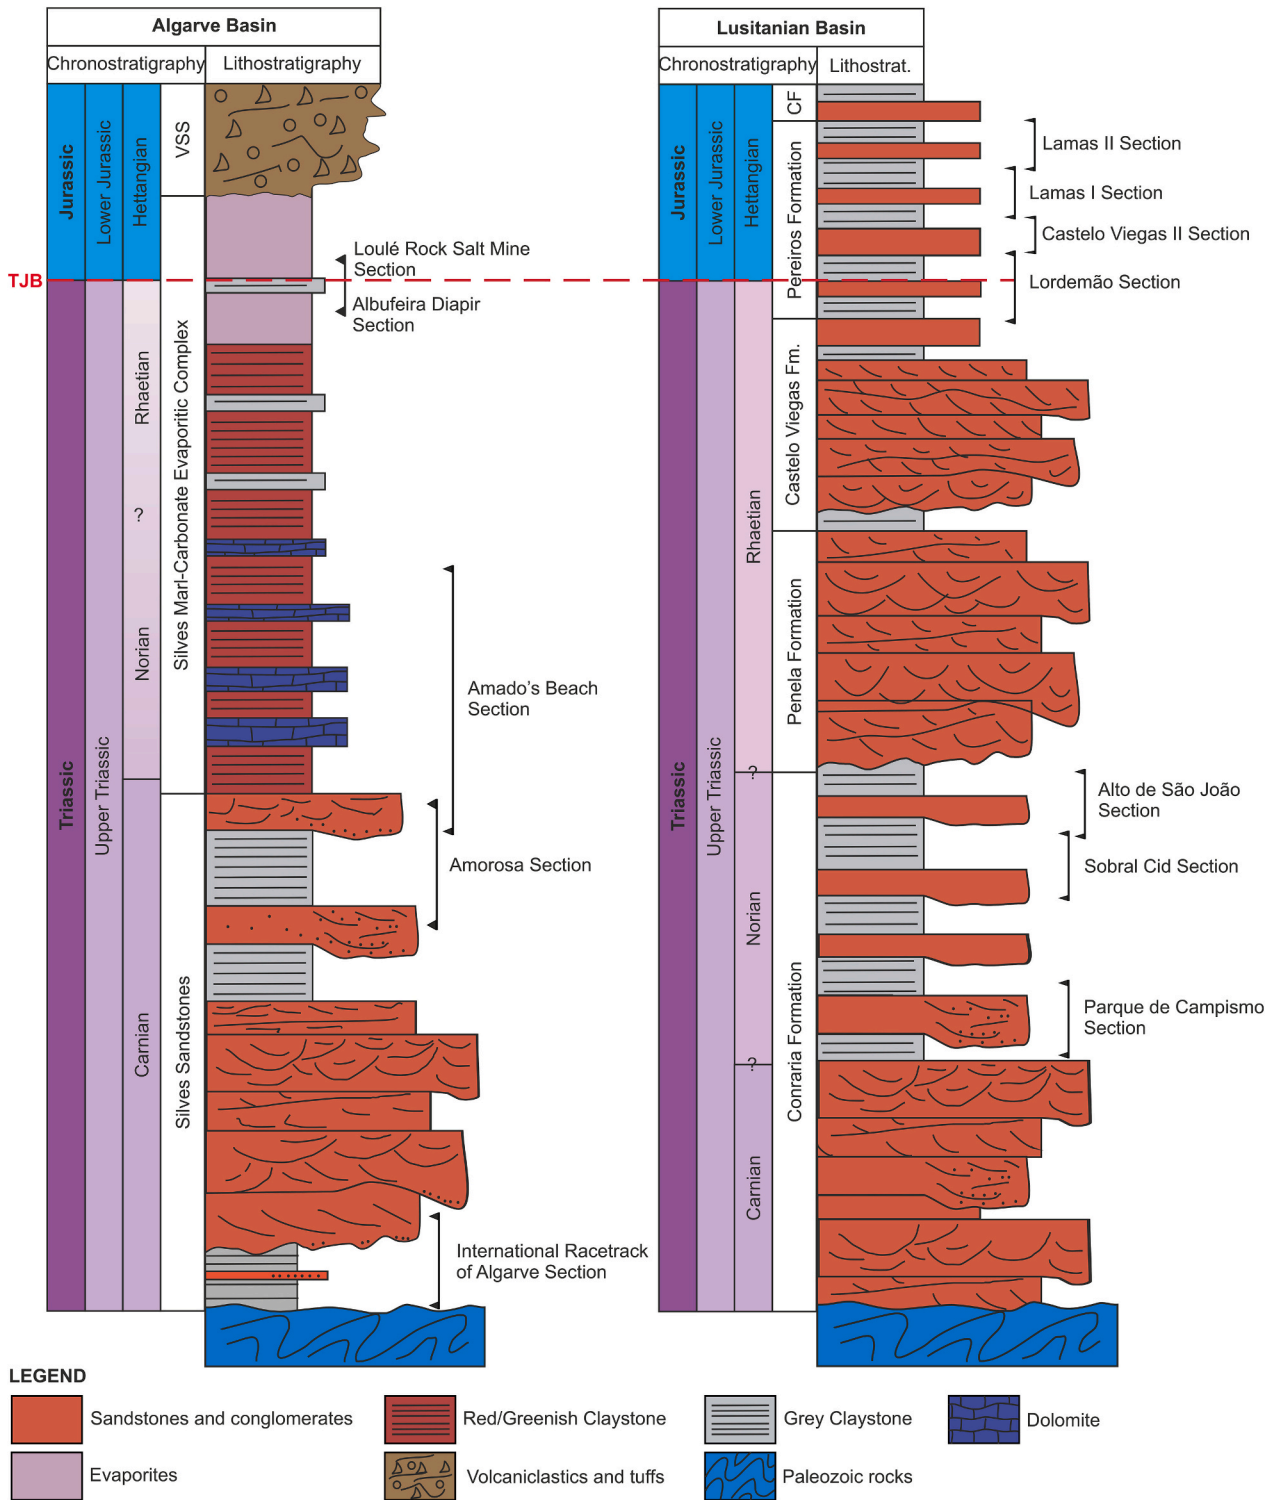 Algarve Basin
Chronostratigraphy
Lithostratigraphy
Jurassic
Lower Jurassic
Hettangian
VSS
TJB
Triassic
Upper Triassic
Rhaetian
?
Norian
Carnian
Silves Marl-Carbonate Evaporitic Complex
Silves Sandstones
Loulé Rock Salt Mine
Section
Albufeira Diapir
Section
Amado's Beach
Section
Amorosa Section
International Racetrack
of Algarve Section
Lusitanian Basin
Chronostratigraphy
Lithostrat.
Jurassic
Lower Jurassic
Hettangian
CF
Pereiros Formation
Castelo Viegas Fm.
Penela Formation
Conraria Formation
Triassic
Upper Triassic
Rhaetian
?
Norian
?
Carnian
Lamas II Section
Lamas I Section
Castelo Viegas II Section
Lordemão Section
Alto de São João
Section
Sobral Cid Section
Parque de Campismo
Section
LEGEND
Sandstones and conglomerates
Red/Greenish Claystone
Grey Claystone
Dolomite
Evaporites
Volcaniclastics and tuffs
Paleozoic rocks